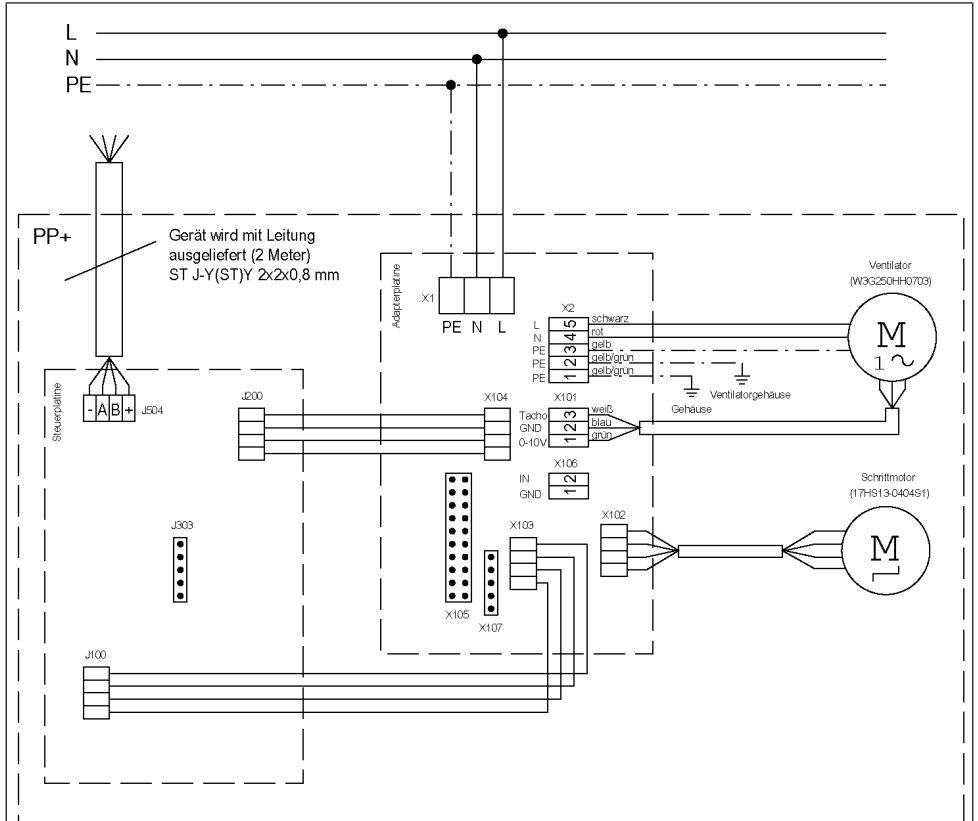 L
N
PE
PP+
Gerät wird mit Leitung
ausgeliefert (2 Meter)
ST J-Y(ST)Y 2x2x0,8 mm
Adapterplatine
X1
PE N L
Ventilator
(W3G250HH0703)
M
1
X2
L 5 schwarz
N 4 rot
PE 3 gelb
PE 2 gelb/grün
PE 1 gelb/grün
Gehäuse
Ventilatorgehäuse
Steuerplatine
- A B +
J504
J200
X104
X101
Tacho 3 weiß
GND 2 blau
0-10V 1 grün
X106
IN 2
GND 1
Schrittmotor
(17HS13-0404S1)
M
J303
X103
X102
X105
X107
J100